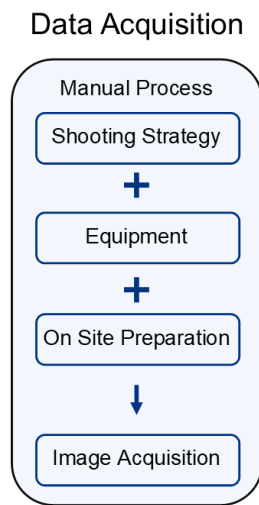 Data Acquisition
Manual Process
Shooting Strategy
+
Equipment
+
On Site Preparation
Image Acquisition